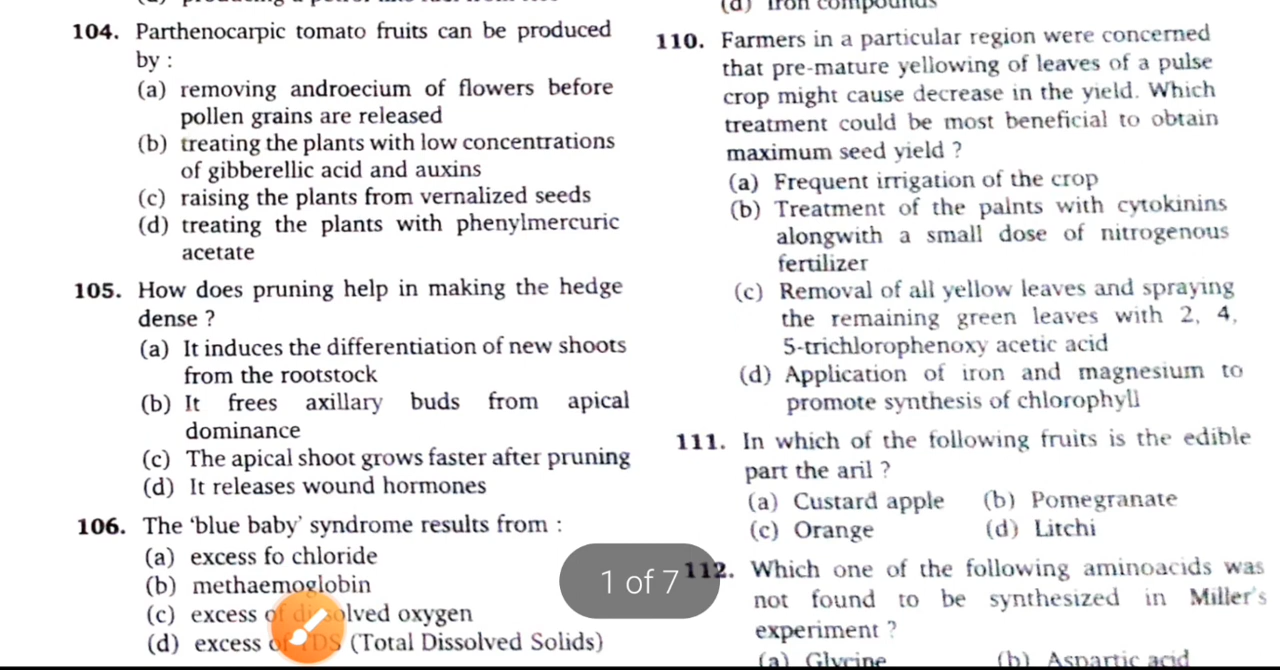 104. Parthenocarpic tomato fruits can be produced
by :
(a) removing androecium of flowers before
pollen grains are released
(b) treating the plants with low concentrations
of gibberellic acid and auxins
(c) raising the plants from vernalized seeds
(d) treating the plants with phenylmercuric
acetate
105. How does pruning help in making the hedge
dense ?
(a) It induces the differentiation of new shoots
from the rootstock
(b) It frees axillary buds from apical
dominance
(c) The apical shoot grows faster after pruning
(d) It releases wound hormones
106. The ‘blue baby’ syndrome results from :
(a) excess fo chloride
(b) methaemoglobin
(c) excess of dissolved oxygen
(d) excess of TDS (Total Dissolved Solids)
(d) Iron compounds
110. Farmers in a particular region were concerned
that pre-mature yellowing of leaves of a pulse
crop might cause decrease in the yield. Which
treatment could be most beneficial to obtain
maximum seed yield ?
(a) Frequent irrigation of the crop
(b) Treatment of the palnts with cytokinins
alongwith a small dose of nitrogenous
fertilizer
(c) Removal of all yellow leaves and spraying
the remaining green leaves with 2, 4,
5-trichlorophenoxy acetic acid
(d) Application of iron and magnesium to
promote synthesis of chlorophyll
111. In which of the following fruits is the edible
part the aril ?
(a) Custard apple (b) Pomegranate
(c) Orange (d) Litchi
112. Which one of the following aminoacids was
not found to be synthesized in Miller's
experiment ?
(a) Glycine (b) Aspartic acid
1 of 7